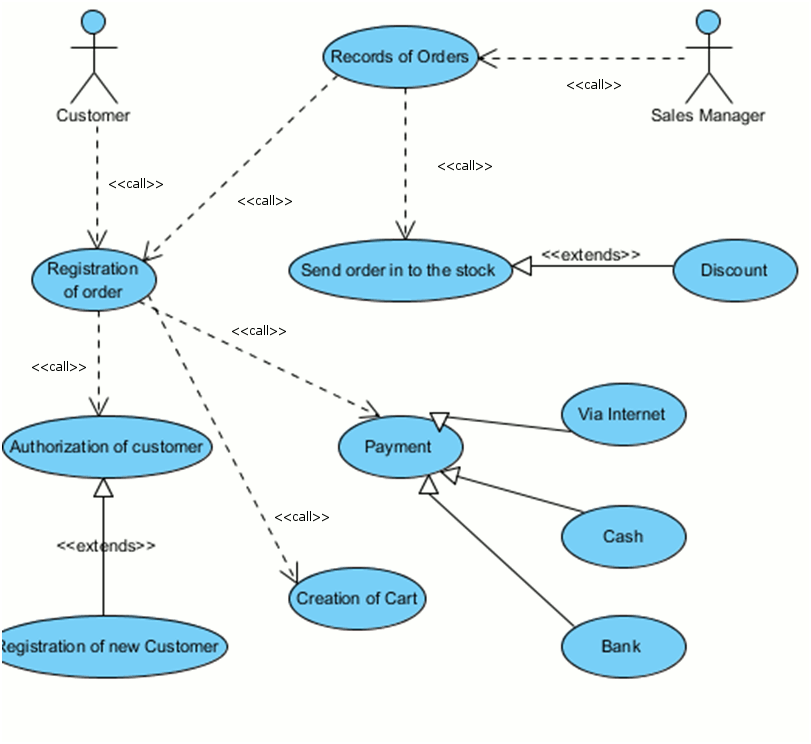 Records of Orders
<<call>>
Customer
Sales Manager
<<call>>
<<call>>
<<call>>
Registration
of order
Send order in to the stock
<<extends>>
Discount
<<call>>
<<call>>
Via Internet
Authorization of customer
Payment
<<call>>
Cash
<<extends>>
Creation of Cart
Registration of new Customer
Bank